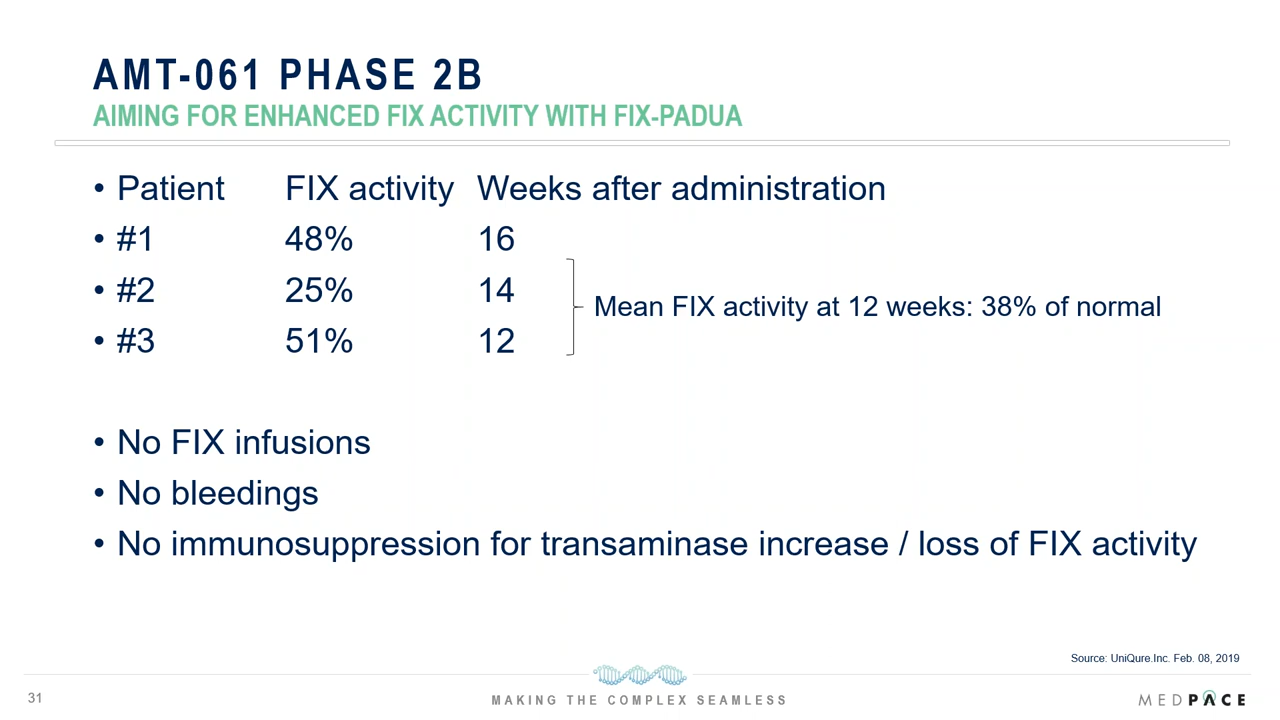 AMT-061 PHASE 2B
AIMING FOR ENHANCED FIX ACTIVITY WITH FIX-PADUA
• Patient FIX activity Weeks after administration
• #1 48% 16
• #2 25% 14
Mean FIX activity at 12 weeks: 38% of normal
• #3 51% 12
• No FIX infusions
• No bleedings
• No immunosuppression for transaminase increase / loss of FIX activity
Source: UniQure.Inc. Feb. 08, 2019
31
MAKING THE COMPLEX SEAMLESS
MEDPACE